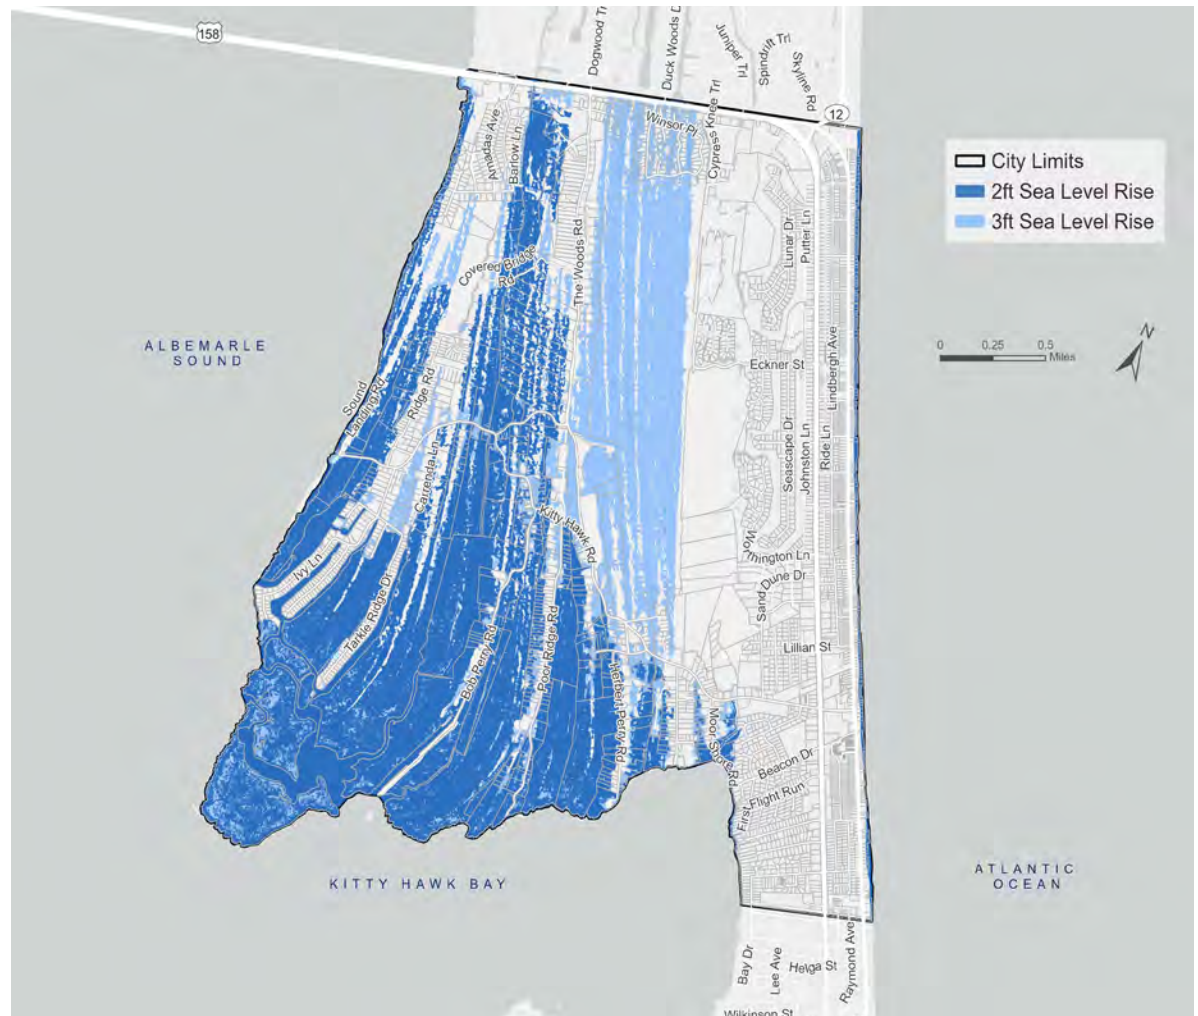 158
Dogwood Tr
Duck Woods D
Juniper Trl
Spindrift Trl
Skyline Rd
12
Amadas Ave
Barlow Ln
Winsor Pl
Cypress Knee Trl
City Limits
2ft Sea Level Rise
3ft Sea Level Rise
Covered Bridge
Rd
The Woods Rd
Lunar Dr
Putter Ln
ALBEMARLE
SOUND
N
0 0.25 0.5
Miles
Eckner St
Lindbergh Ave
Sound
Landing Rd
Ridge Rd
Carrenda Ln
Seascape Dr
Johnston Ln
Ride Ln
Kitty Hawk Rd
Worthington Ln
Ivy Ln
Tarkle Ridge Dr
Sand Dune Dr
Bob Perry Rd
Poor Ridge Rd
Herbert Perry Rd
Lillian St
Moor Shore Rd
Beacon Dr
First Flight Run
KITTY HAWK BAY
ATLANTIC
OCEAN
Bay Dr
Lee Ave
Helga St
Raymond Ave
Wilkinson St